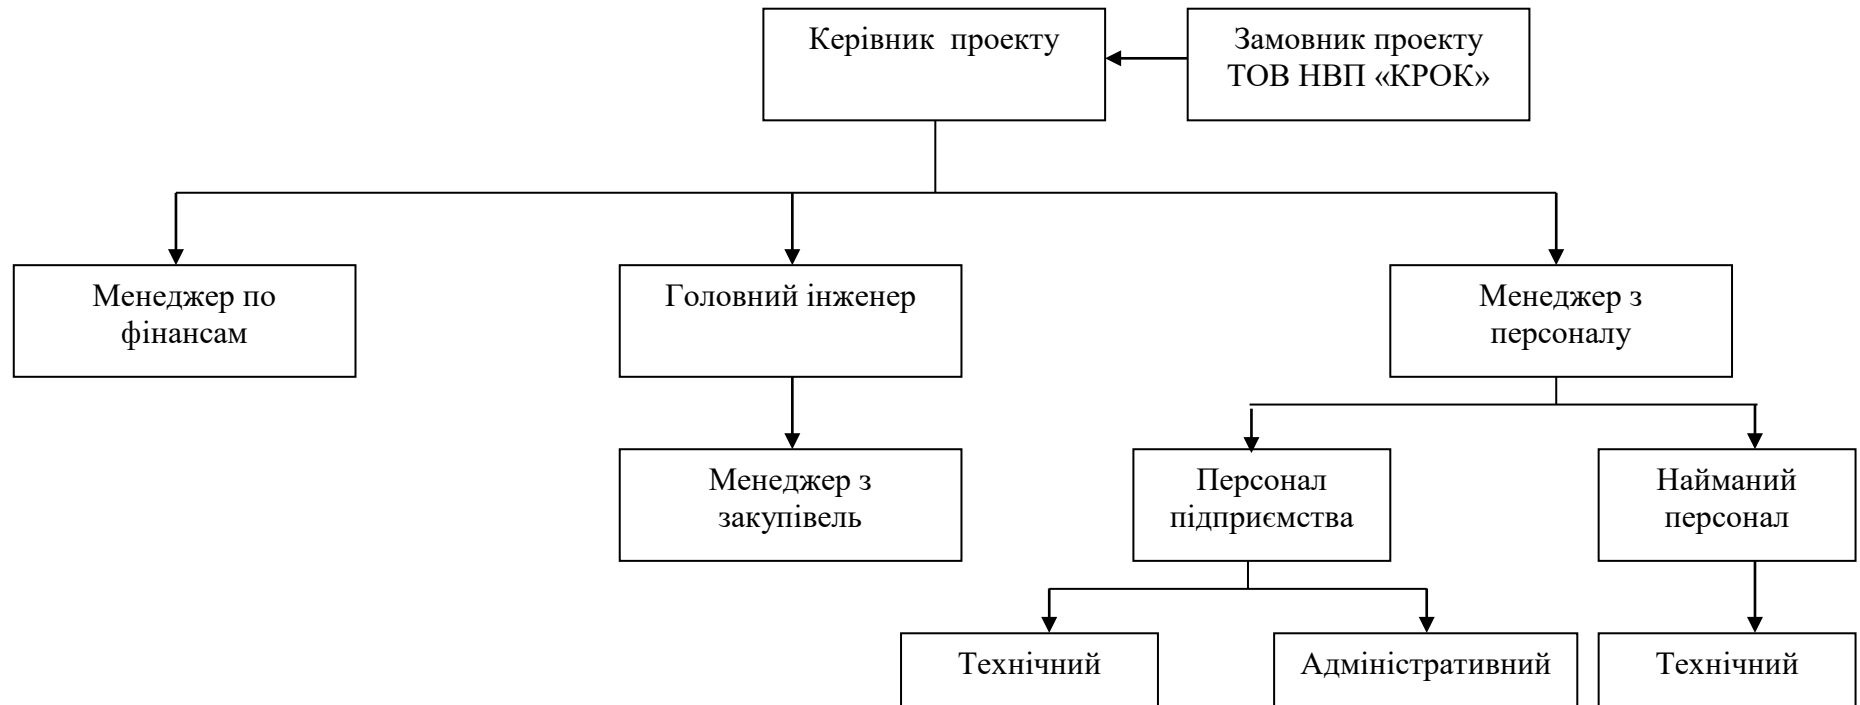 Керівник проекту
Замовник проекту
ТОВ НВП «КРОК»
Менеджер по
фінансам
Головний інженер
Менеджер з
персоналу
Менеджер з
закупівель
Персонал
підприємства
Найманий
персонал
Технічний
Адміністративний
Технічний